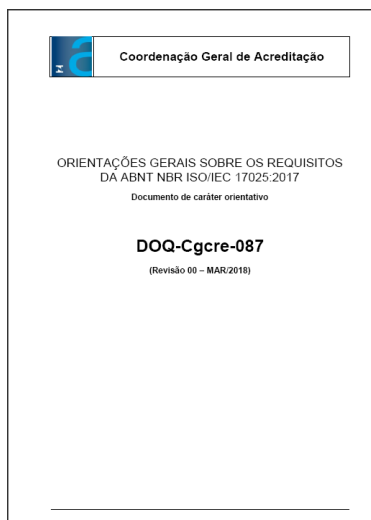 Coordenação Geral de Acreditação
ORIENTAÇÕES GERAIS SOBRE OS REQUISITOS
DA ABNT NBR ISO/IEC 17025:2017
Documento de caráter orientativo
DOQ-Cgcre-087
(Revisão 00 – MAR/2018)